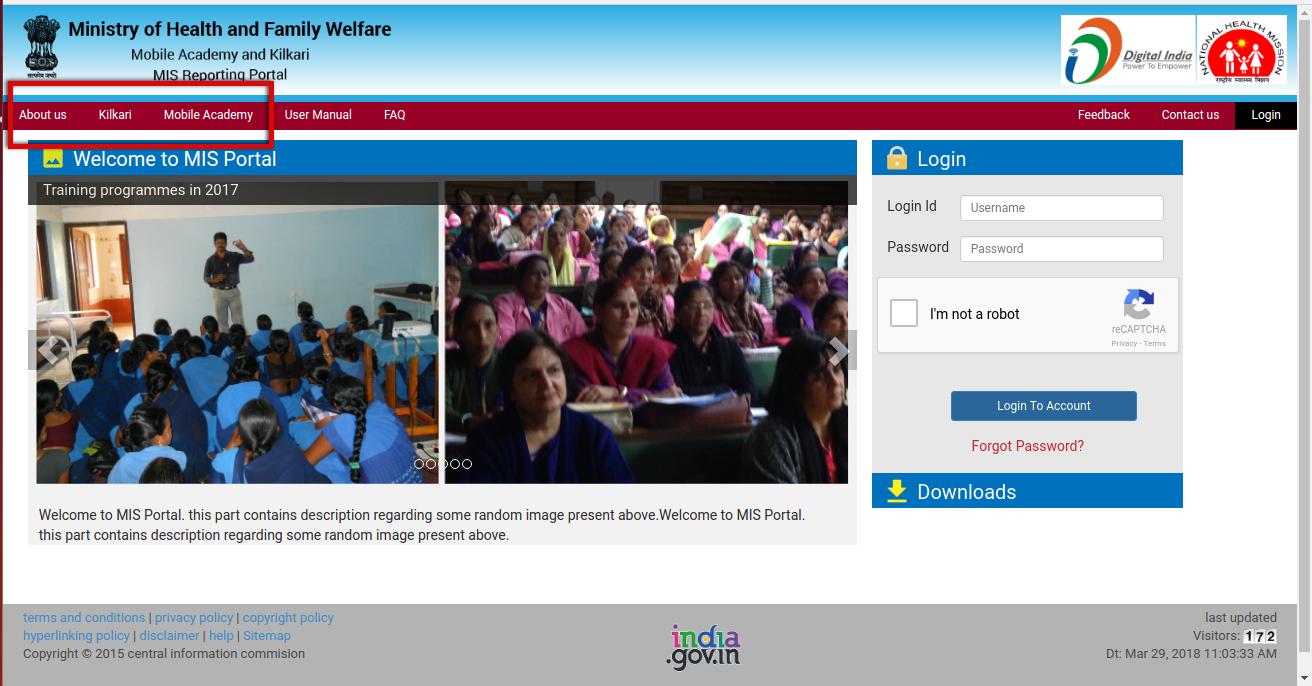 Ministry of Health and Family Welfare
Mobile Academy and Kilkari
MIS Reporting Portal
सत्यमेव जयते
Digital India
Power To Empower
NATIONAL HEALTH MISSION
राष्ट्रीय स्वास्थ्य मिशन
About us Kilkari Mobile Academy User Manual FAQ Feedback Contact us Login
Welcome to MIS Portal
Training programmes in 2017
Welcome to MIS Portal. this part contains description regarding some random image present above.Welcome to MIS Portal.
this part contains description regarding some random image present above.
Login
Login Id Username
Password Password
I'm not a robot
reCAPTCHA
Privacy - Terms
Login To Account
Forgot Password?
Downloads
terms and conditions | privacy policy | copyright policy
hyperlinking policy | disclaimer | help | Sitemap
Copyright © 2015 central information commision
india
.gov.in
last updated
Visitors: 172
Dt: Mar 29, 2018 11:03:33 AM